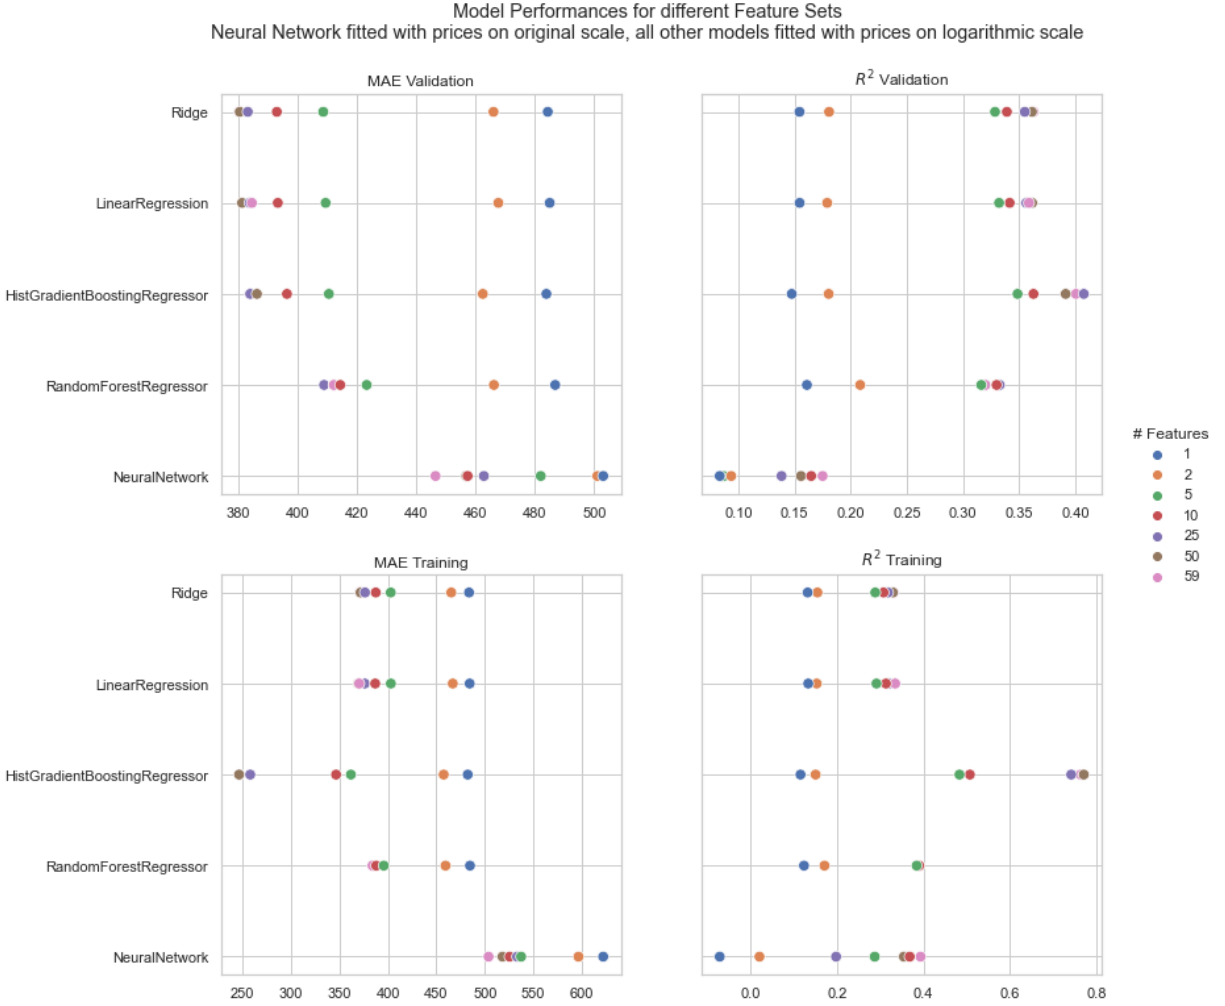 Model Performances for different Feature Sets
Neural Network fitted with prices on original scale, all other models fitted with prices on logarithmic scale
MAE Validation
R² Validation
Ridge
LinearRegression
HistGradientBoostingRegressor
RandomForestRegressor
NeuralNetwork
380 400 420 440 460 480 500
0.10 0.15 0.20 0.25 0.30 0.35 0.40
# Features
1
2
5
10
25
50
59
MAE Training
R² Training
Ridge
LinearRegression
HistGradientBoostingRegressor
RandomForestRegressor
NeuralNetwork
250 300 350 400 450 500 550 600
0.0 0.2 0.4 0.6 0.8